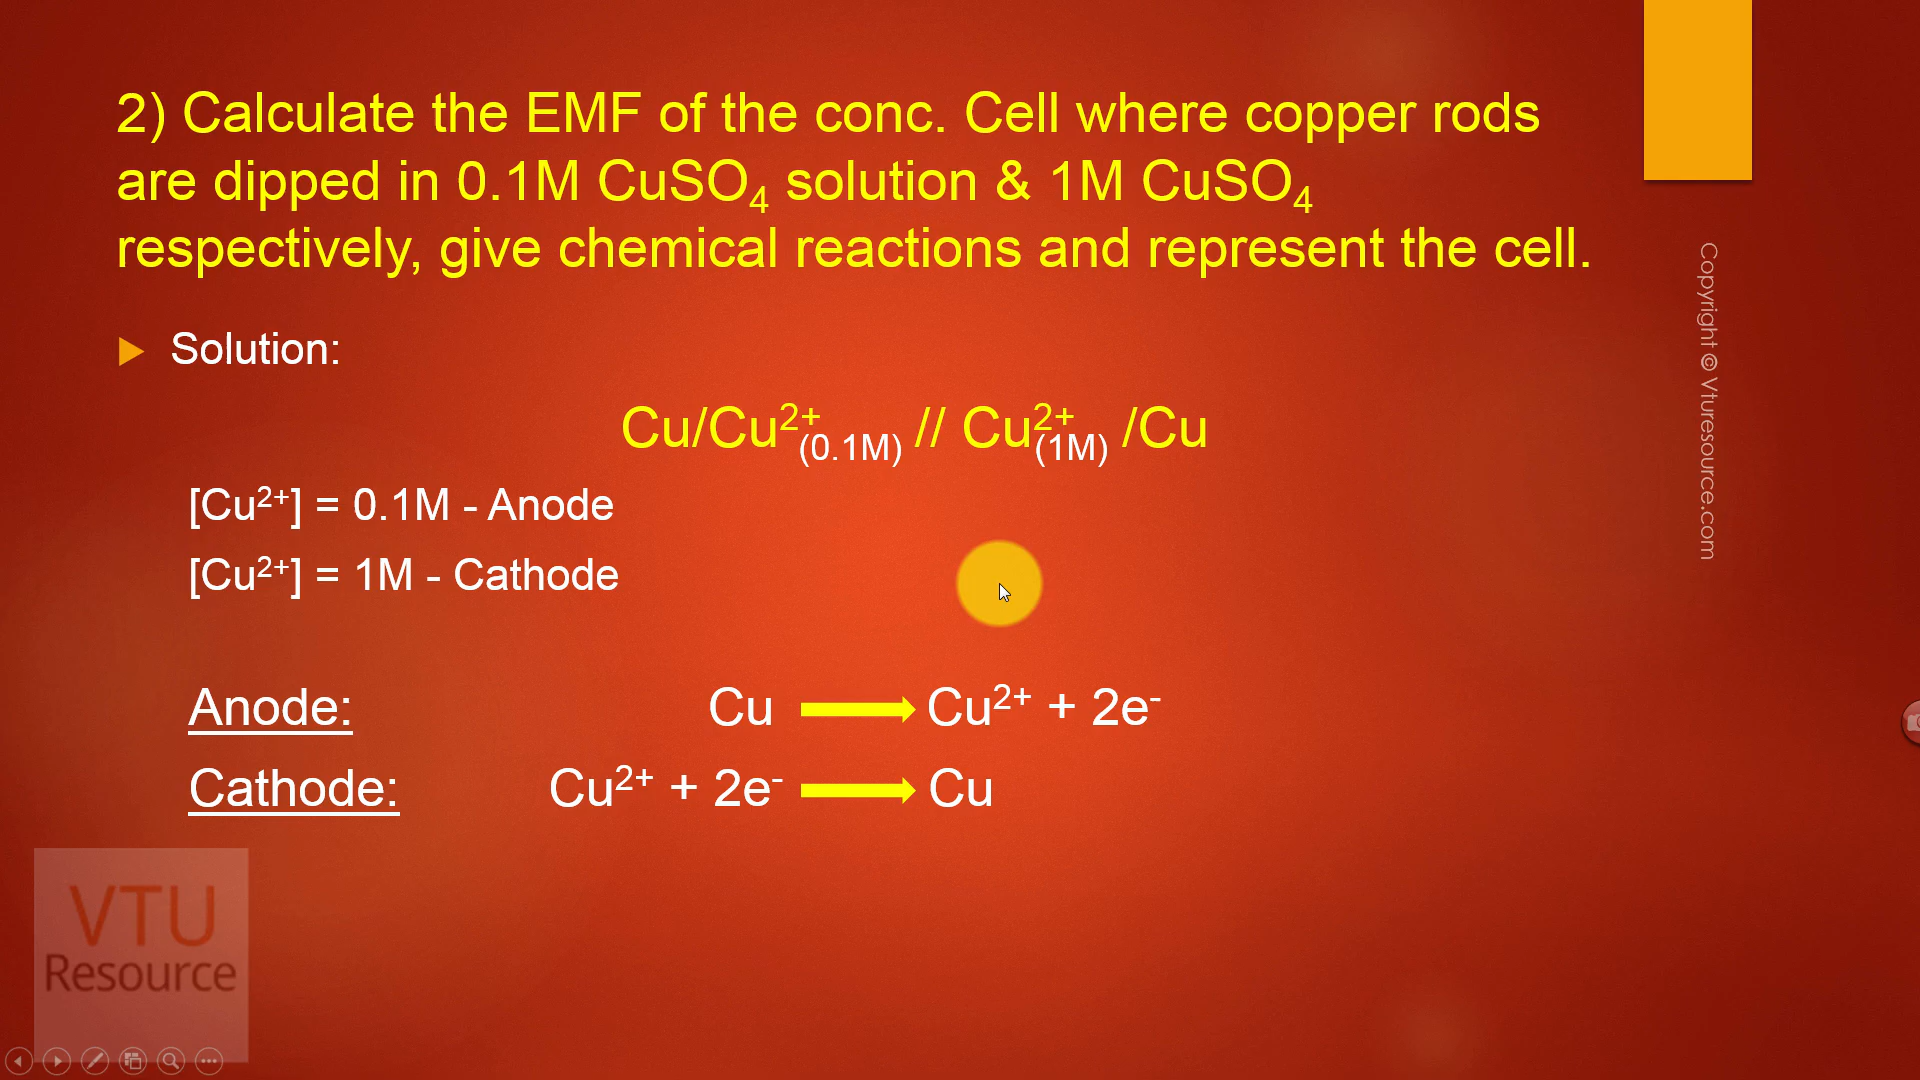 2) Calculate the EMF of the conc. Cell where copper rods
are dipped in 0.1M CuSO₄ solution & 1M CuSO₄
respectively, give chemical reactions and represent the cell.
Solution:
Cu/Cu²⁺(0.1M) // Cu²⁺(1M) /Cu
[Cu²⁺] = 0.1M - Anode
[Cu²⁺] = 1M - Cathode
Anode: Cu → Cu²⁺ + 2e⁻
Cathode: Cu²⁺ + 2e⁻ → Cu
Copyright © Vturesource.com
VTU
Resource